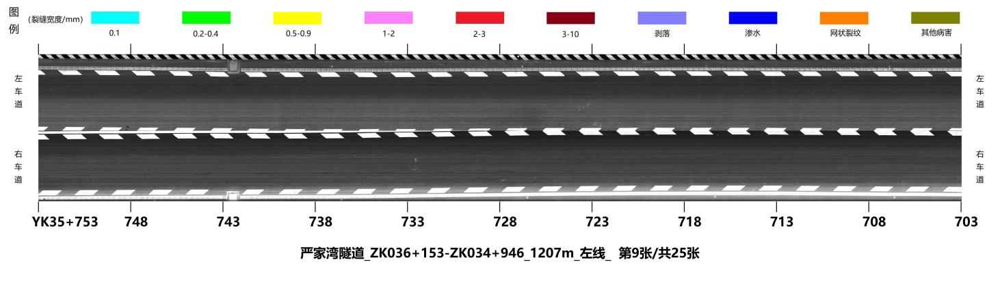 图例
(裂缝宽度/mm)
0.1 0.2-0.4 0.5-0.9 1-2 2-3 3-10 剥落 渗水 网状裂纹 其他病害
左车道
左车道
右车道
右车道
YK35+753 748 743 738 733 728 723 718 713 708 703
严家湾隧道_ZK036+153-ZK034+946_1207m_左线_ 第9张/共25张